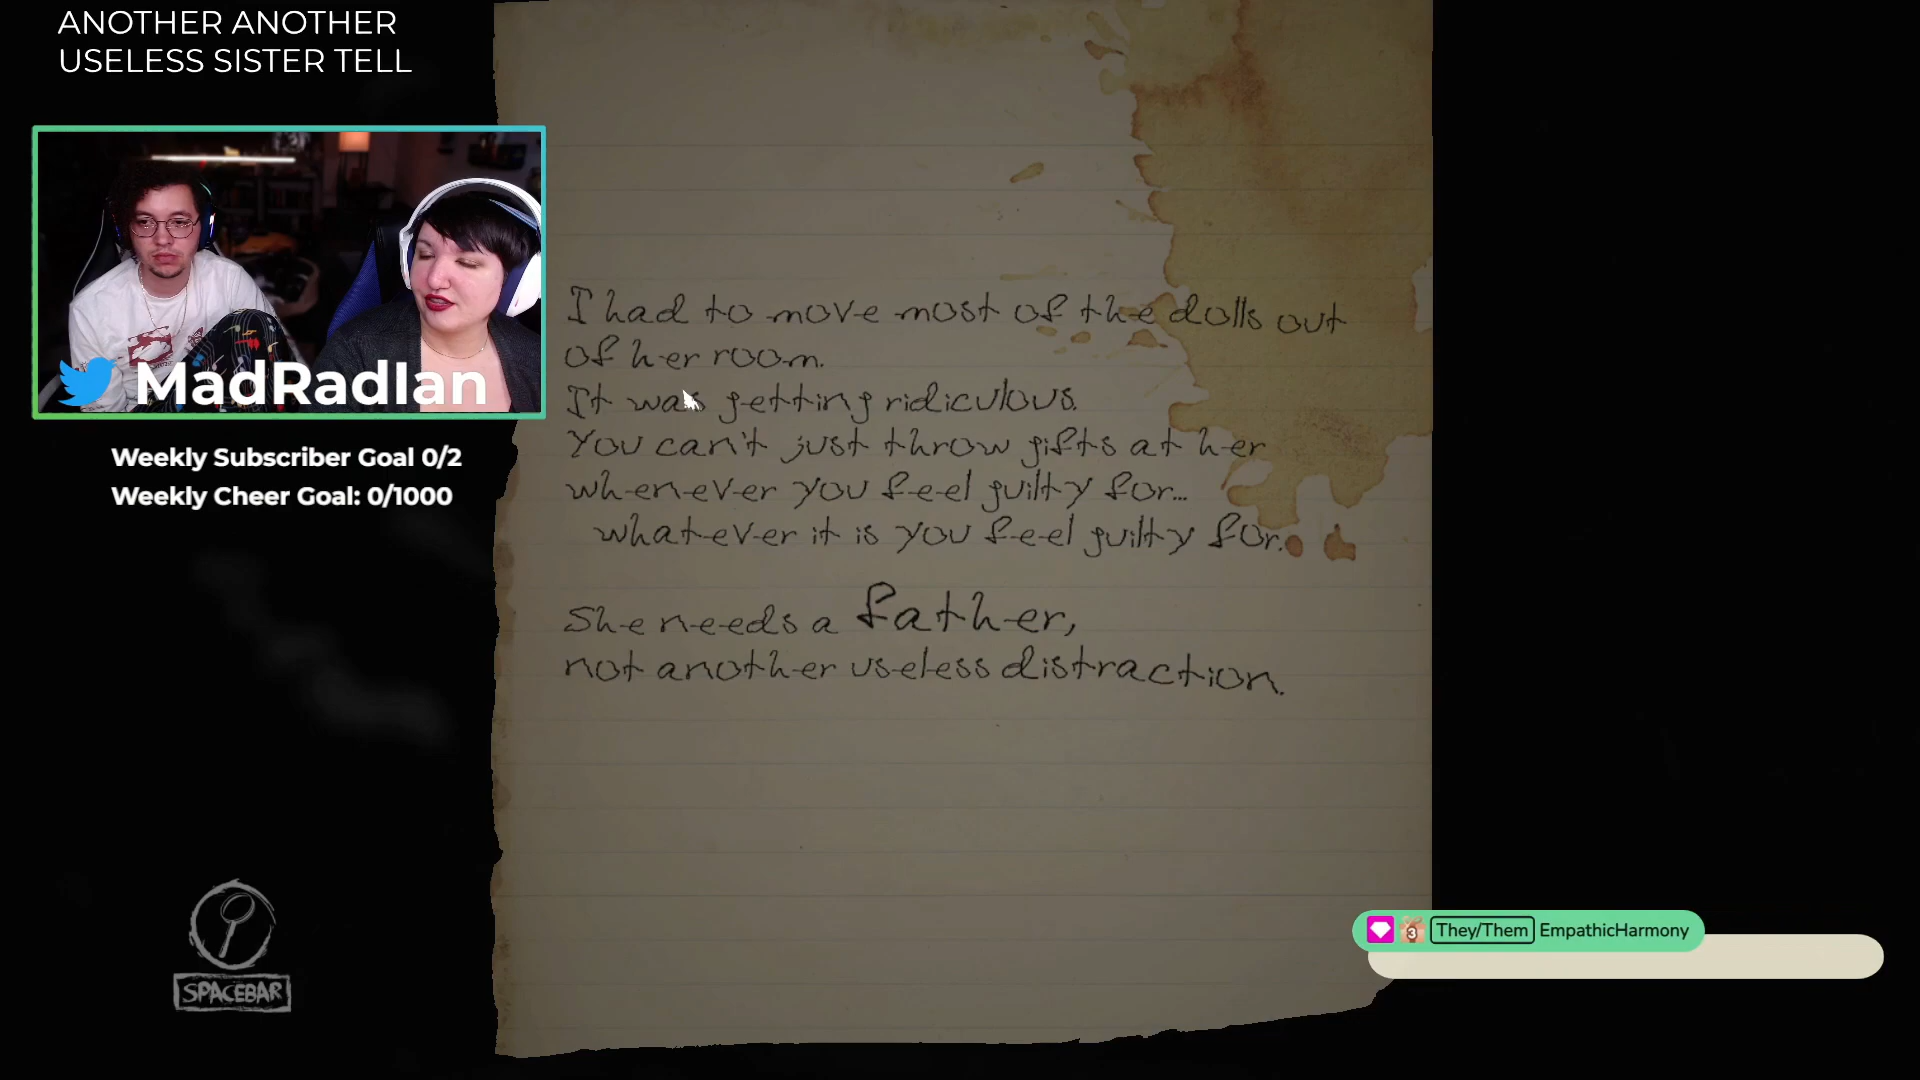 ANOTHER ANOTHER
USELESS SISTER TELL
MadRadIan
Weekly Subscriber Goal 0/2
Weekly Cheer Goal: 0/1000
I had to move most of the dolls out
of her room.
It was getting ridiculous.
You can't just throw gifts at her
whenever you feel guilty for...
whatever it is you feel guilty for.
She needs a father,
not another useless distraction.
SPACEBAR
3 They/Them EmpathicHarmony